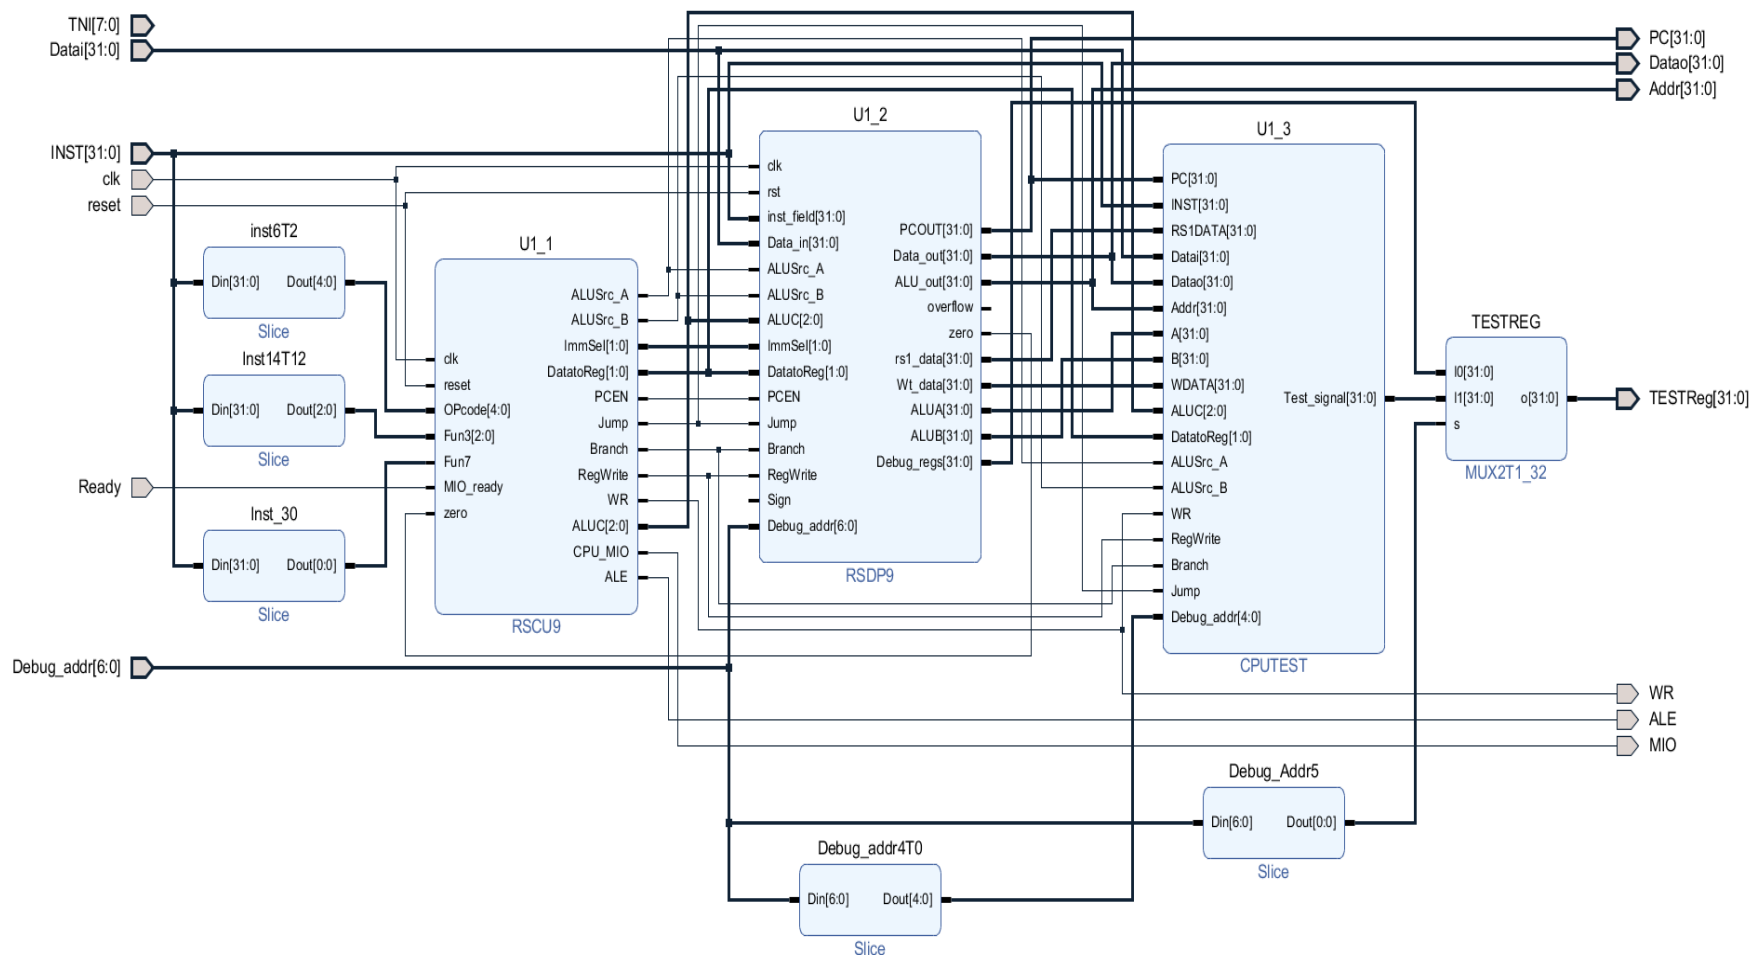 TNI[7:0]
Datai[31:0]
INST[31:0]
clk
reset
Ready
Debug_addr[6:0]
inst6T2
Din[31:0] Dout[4:0]
Slice
Inst14T12
Din[31:0] Dout[2:0]
Slice
Inst_30
Din[31:0] Dout[0:0]
Slice
U1_1
clk
reset
OPcode[4:0]
Fun3[2:0]
Fun7
MIO_ready
zero
ALUSrc_A
ALUSrc_B
ImmSel[1:0]
DatatoReg[1:0]
PCEN
Jump
Branch
RegWrite
WR
ALUC[2:0]
CPU_MIO
ALE
RSCU9
U1_2
clk
rst
inst_field[31:0]
Data_in[31:0]
ALUSrc_A
ALUSrc_B
ALUC[2:0]
ImmSel[1:0]
DatatoReg[1:0]
PCEN
Jump
Branch
RegWrite
Sign
Debug_addr[6:0]
PCOUT[31:0]
Data_out[31:0]
ALU_out[31:0]
overflow
zero
rs1_data[31:0]
Wt_data[31:0]
ALUA[31:0]
ALUB[31:0]
Debug_regs[31:0]
RSDP9
U1_3
PC[31:0]
INST[31:0]
RS1DATA[31:0]
Datai[31:0]
Datao[31:0]
Addr[31:0]
A[31:0]
B[31:0]
WDATA[31:0]
ALUC[2:0]
DatatoReg[1:0]
ALUSrc_A
ALUSrc_B
WR
RegWrite
Branch
Jump
Debug_addr[4:0]
Test_signal[31:0]
CPUTEST
TESTREG
I0[31:0]
I1[31:0]
s
o[31:0]
MUX2T1_32
Debug_Addr5
Din[6:0] Dout[0:0]
Slice
Debug_addr4T0
Din[6:0] Dout[4:0]
Slice
PC[31:0]
Datao[31:0]
Addr[31:0]
TESTReg[31:0]
WR
ALE
MIO